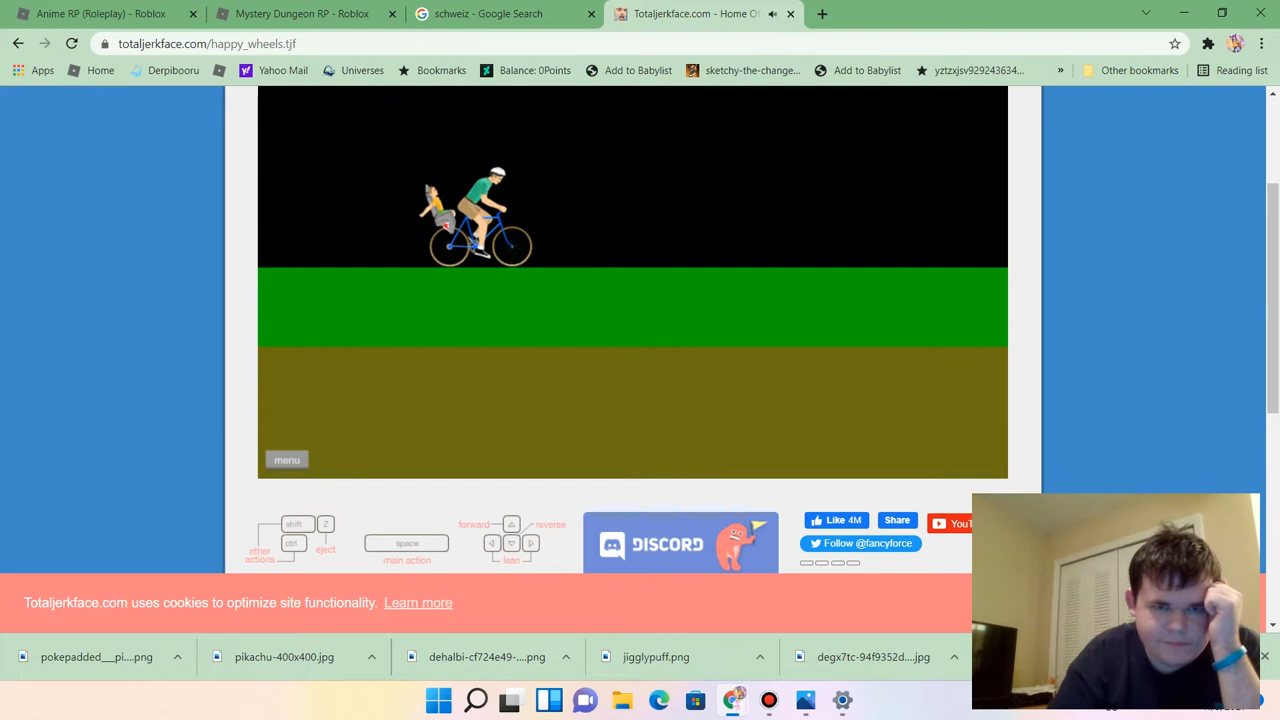 Anime RP (Roleplay) - Roblox
Mystery Dungeon RP - Roblox
schweiz - Google Search
Totaljerkface.com - Home Of
totaljerkface.com/happy_wheels.tjf
Apps
Home
Derpibooru
Yahoo Mail
Universes
Bookmarks
Balance: 0Points
Add to Babylist
sketchy-the-change...
Add to Babylist
yztzxjsv929243634...
»
Other bookmarks
Reading list
menu
shift
Z
ctrl
other actions
eject
space
main action
forward
reverse
lean
DISCORD
Like 4M
Share
Follow @fancyforce
Totaljerkface.com uses cookies to optimize site functionality. Learn more
pokepadded___pi....png
pikachu-400x400.jpg
dehalbi-cf724e49-....png
jigglypuff.png
degx7tc-94f9352d....jpg